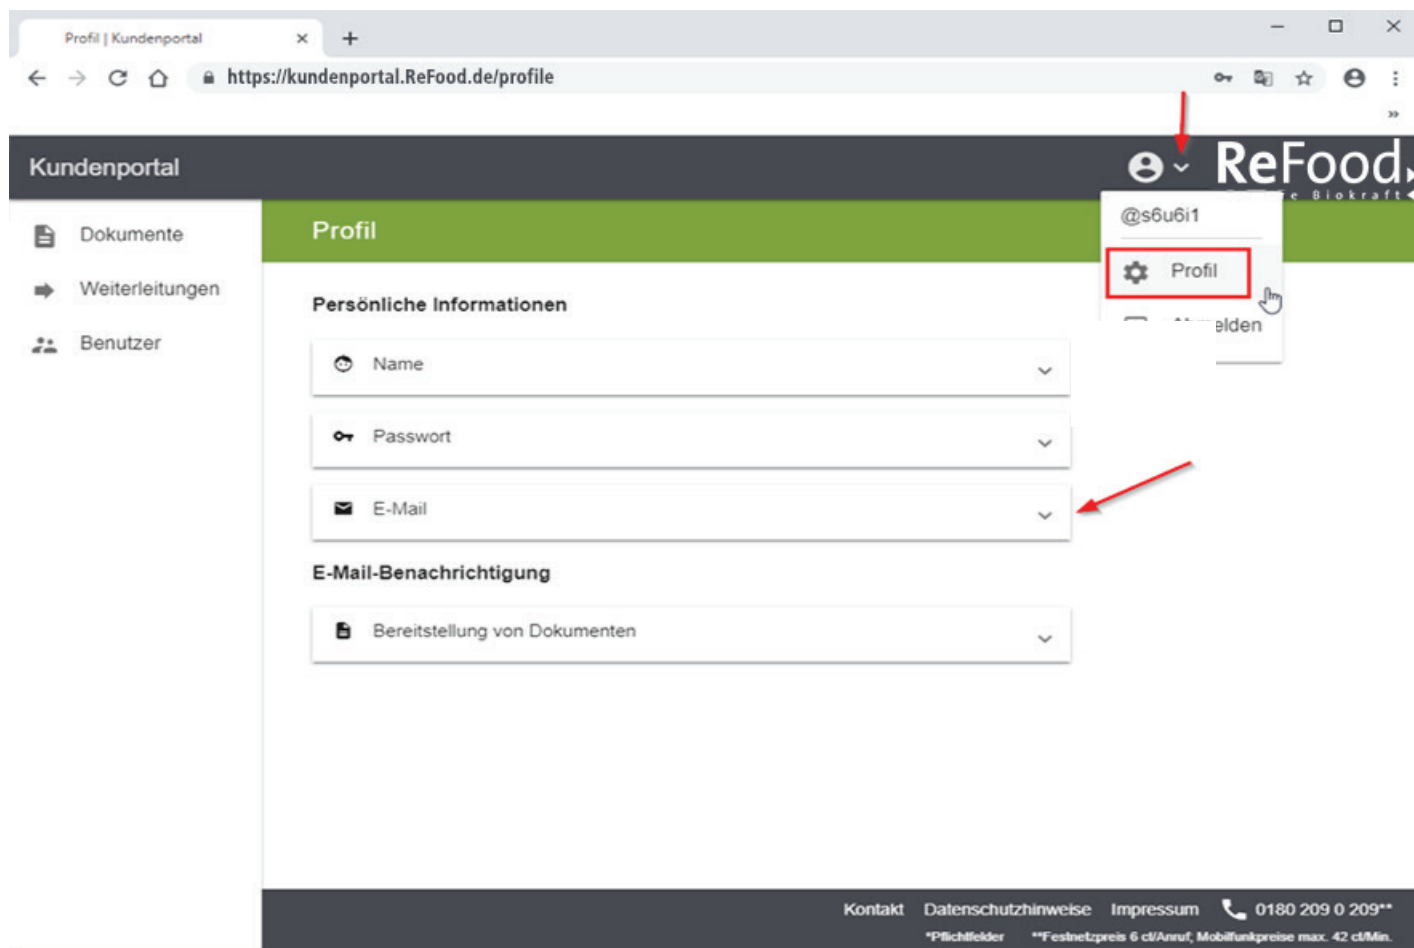 Profil | Kundenportal
https://kundenportal.ReFood.de/profile
Kundenportal
ReFood
Biokraft
@s6u6i1
Dokumente
Profil
Profil
Weiterleitungen
Persönliche Informationen
elden
Benutzer
Name
Passwort
E-Mail
E-Mail-Benachrichtigung
Bereitstellung von Dokumenten
Kontakt Datenschutzhinweise Impressum 0180 209 0 209**
*Pflichtfelder **Festnetzpreis 6 ct/Anruf, Mobilfunkpreise max. 42 ct/Min.